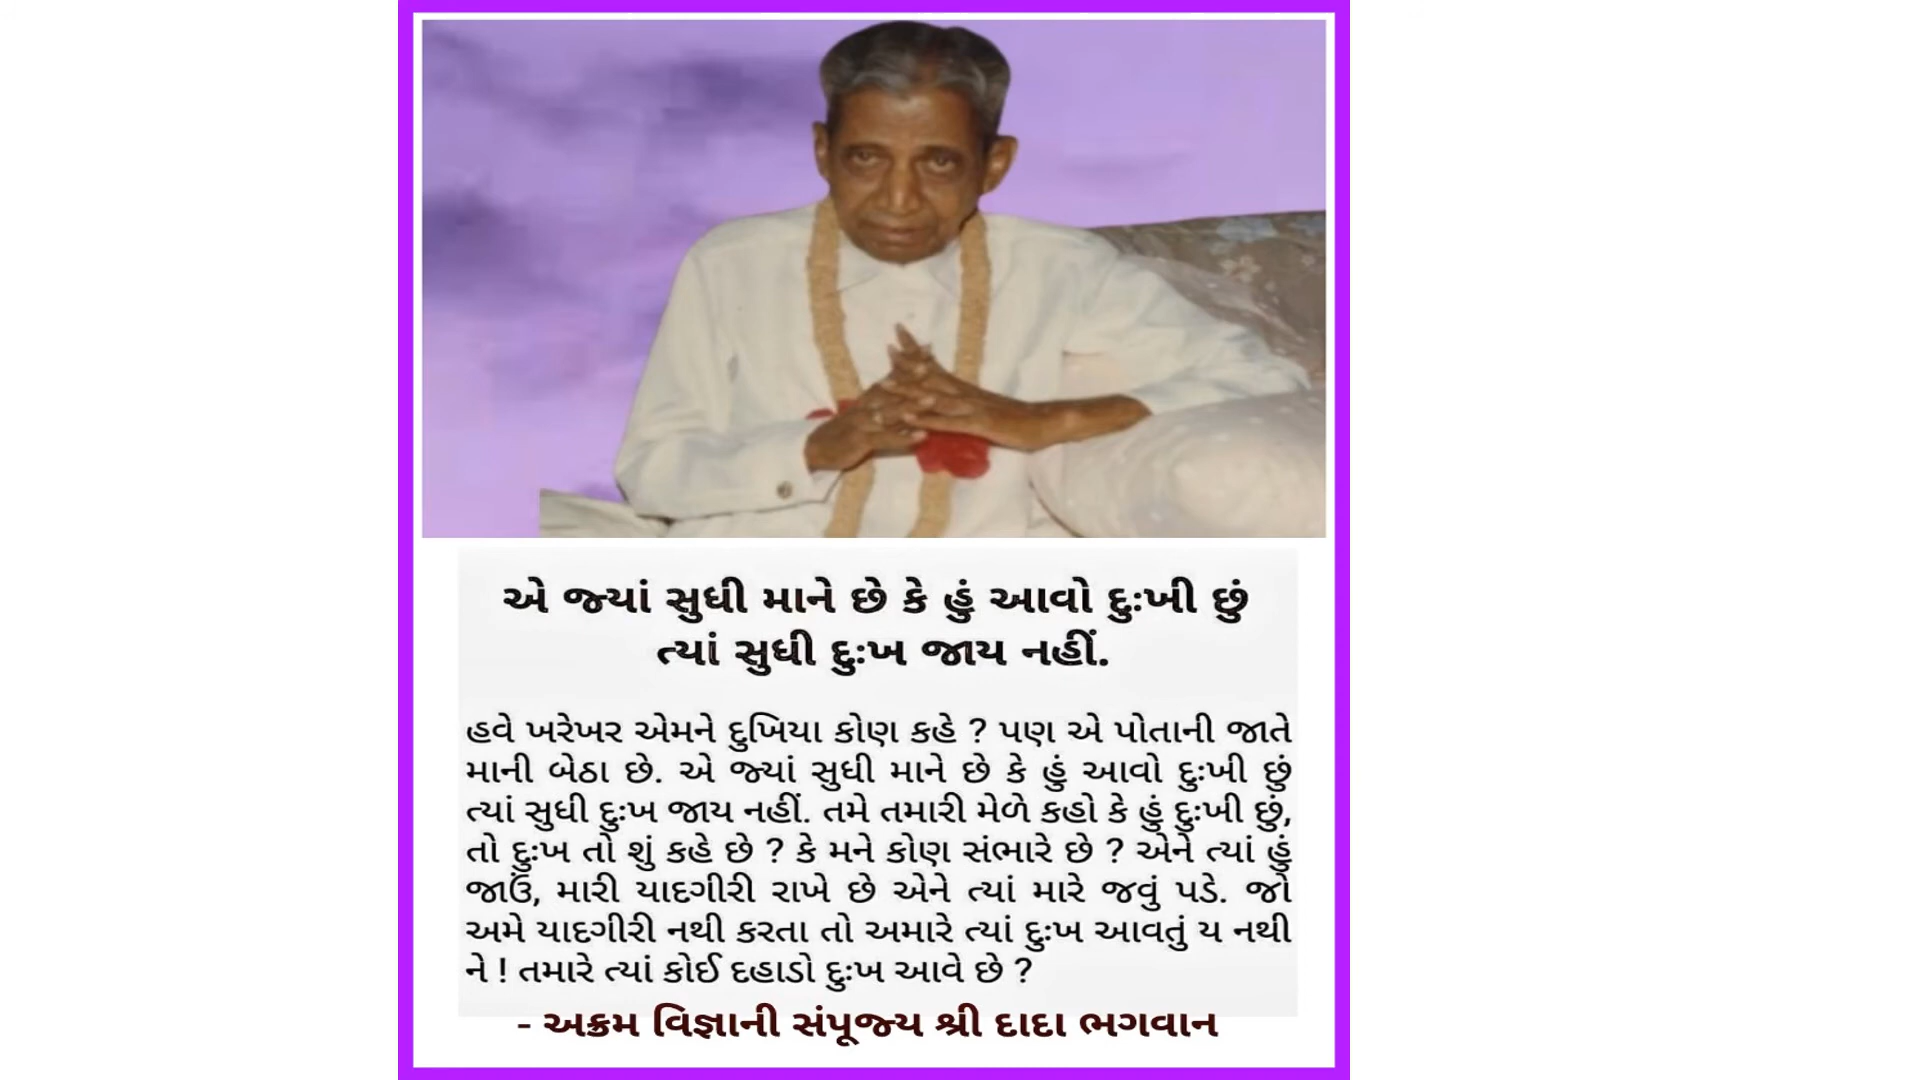 એ જ્યાં સુધી માને છે કે હું આવો દુઃખી છું
ત્યાં સુધી દુઃખ જાય નહીં.
હવે ખરેખર એમને દુખિયા કોણ કહે ? પણ એ પોતાની જાતે
માની બેઠા છે. એ જ્યાં સુધી માને છે કે હું આવો દુઃખી છું
ત્યાં સુધી દુઃખ જાય નહીં. તમે તમારી મેળે કહો કે હું દુઃખી છું,
તો દુઃખ તો શું કહે છે ? કે મને કોણ સંભારે છે ? એને ત્યાં હું
જાઉં, મારી યાદગીરી રાખે છે એને ત્યાં મારે જવું પડે. જો
અમે યાદગીરી નથી કરતા તો અમારે ત્યાં દુઃખ આવતું ય નથી
ને ! તમારે ત્યાં કોઈ દહાડો દુઃખ આવે છે ?
- અક્રમ વિજ્ઞાની સંપૂજ્ય શ્રી દાદા ભગવાન